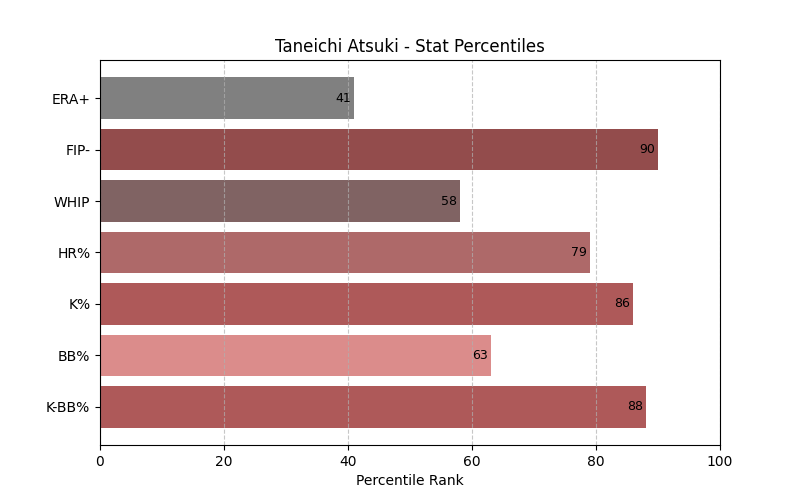 Taneichi Atsuki - Stat Percentiles
ERA+ 41
FIP- 90
WHIP 58
HR% 79
K% 86
BB% 63
K-BB% 88
0 20 40 60 80 100
Percentile Rank